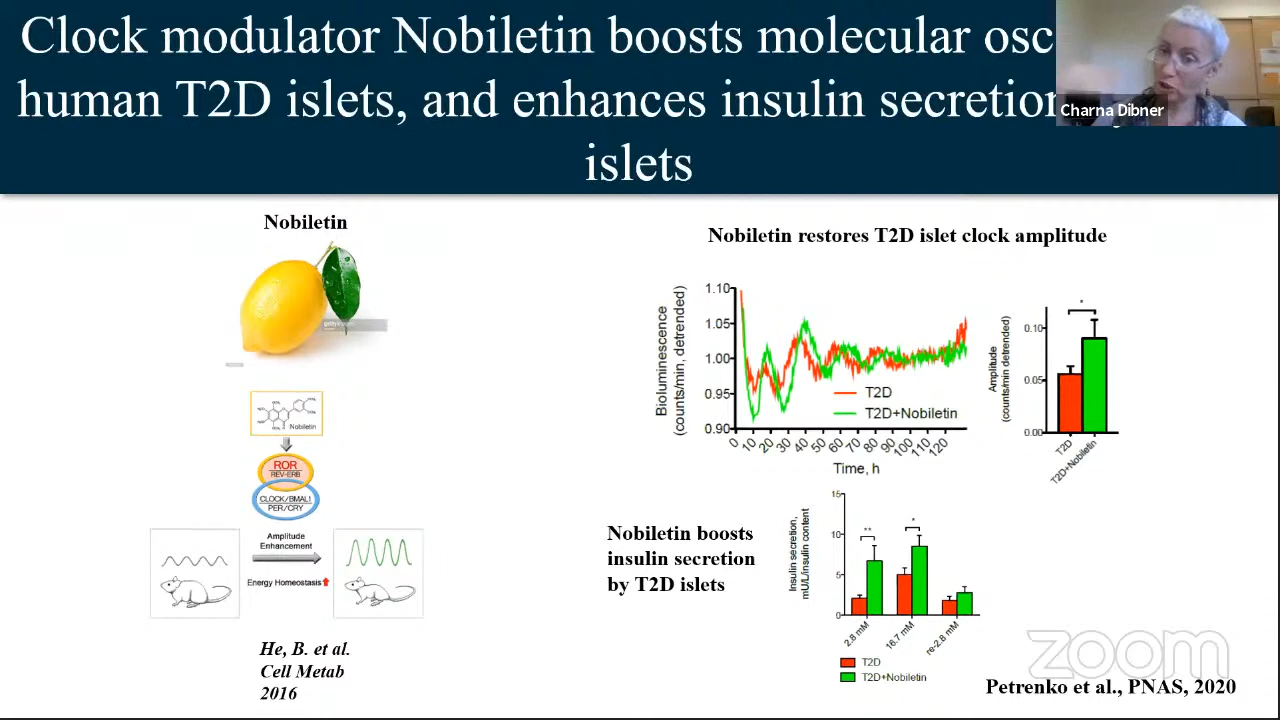 Clock modulator Nobiletin boosts molecular osc
human T2D islets, and enhances insulin secretion
islets
Charna Dibner
Nobiletin
gettyimages
Nobiletin
ROR
REV-ERB
CLOCK/BMAL1
PER/CRY
Amplitude
Enhancement
Energy Homeostasis
He, B. et al.
Cell Metab
2016
Nobiletin restores T2D islet clock amplitude
Bioluminescence
(counts/min, detrended)
1.10
1.05
1.00
0.95
0.90
0 10 20 30 40 50 60 70 80 90 100 110 120
Time, h
T2D
T2D+Nobiletin
Amplitude
(counts/min detrended)
0.10
0.05
0.00
*
T2D
T2D+Nobiletin
Nobiletin boosts
insulin secretion
by T2D islets
Insulin secretion,
mU/L/insulin content
15
10
5
0
**
*
2.8 mM
16.7 mM
re-2.8 mM
T2D
T2D+Nobiletin
zoom
Petrenko et al., PNAS, 2020